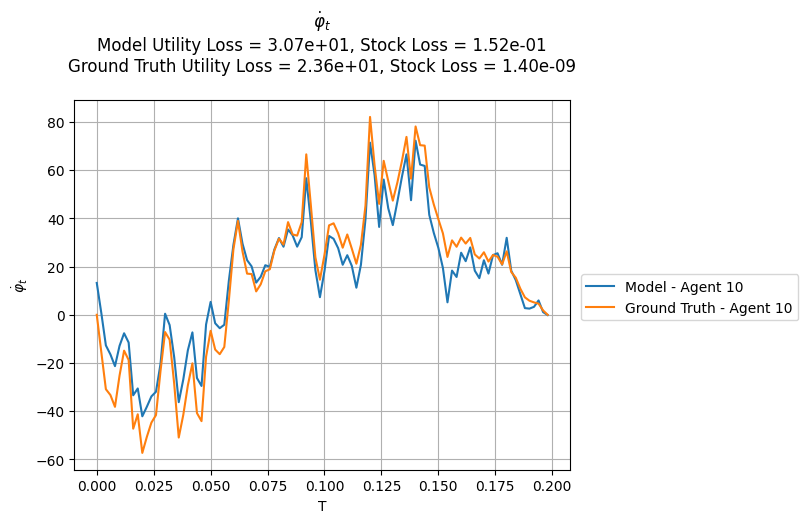 φ̇ₜ
Model Utility Loss = 3.07e+01, Stock Loss = 1.52e-01
Ground Truth Utility Loss = 2.36e+01, Stock Loss = 1.40e-09
80
60
40
20
0
−20
−40
−60
φ̇ₜ
0.000 0.025 0.050 0.075 0.100 0.125 0.150 0.175 0.200
T
Model - Agent 10
Ground Truth - Agent 10